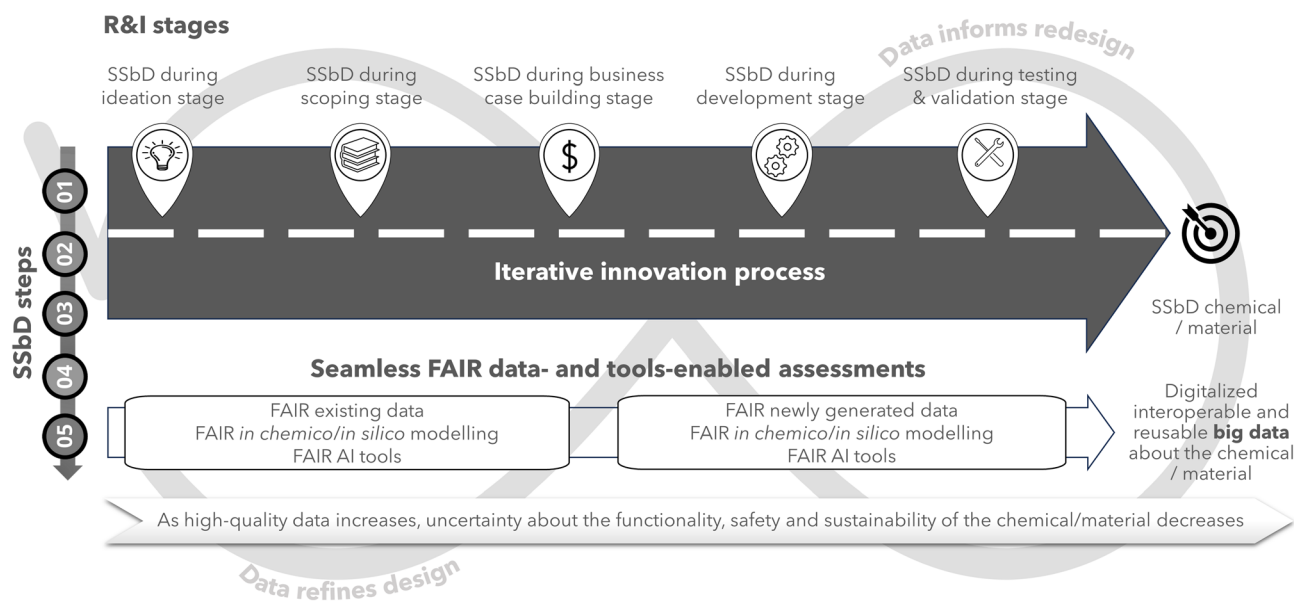 R&I stages
Data informs redesign
SSbD during
ideation stage
SSbD during
scoping stage
SSbD during business
case building stage
SSbD during
development stage
SSbD during testing
& validation stage
$
SSbD steps
01
02
03
04
05
Iterative innovation process
SSbD chemical
/ material
Seamless FAIR data- and tools-enabled assessments
FAIR existing data
FAIR in chemico/in silico modelling
FAIR AI tools
FAIR newly generated data
FAIR in chemico/in silico modelling
FAIR AI tools
Digitalized
interoperable and
reusable big data
about the chemical
/ material
As high-quality data increases, uncertainty about the functionality, safety and sustainability of the chemical/material decreases
Data refines design